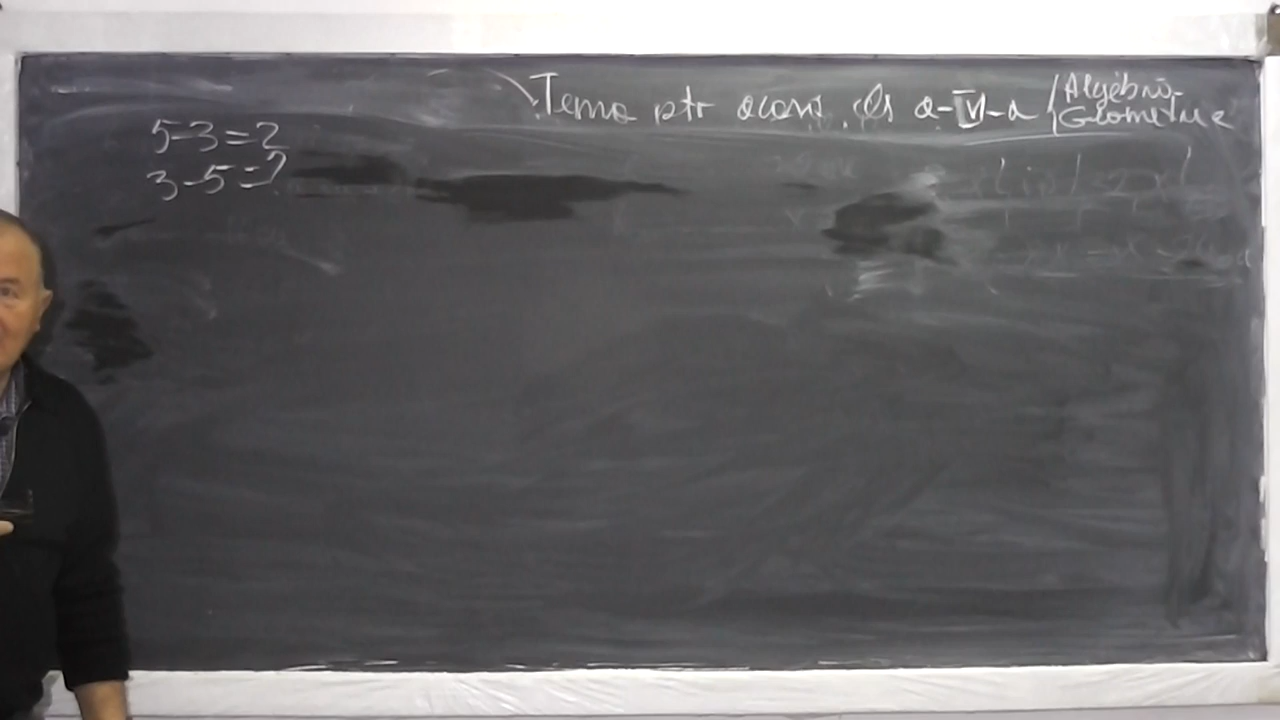 Tema ptr acasă cls a-VI-a / Algebră
Geometrie
5-3=2
3-5=?